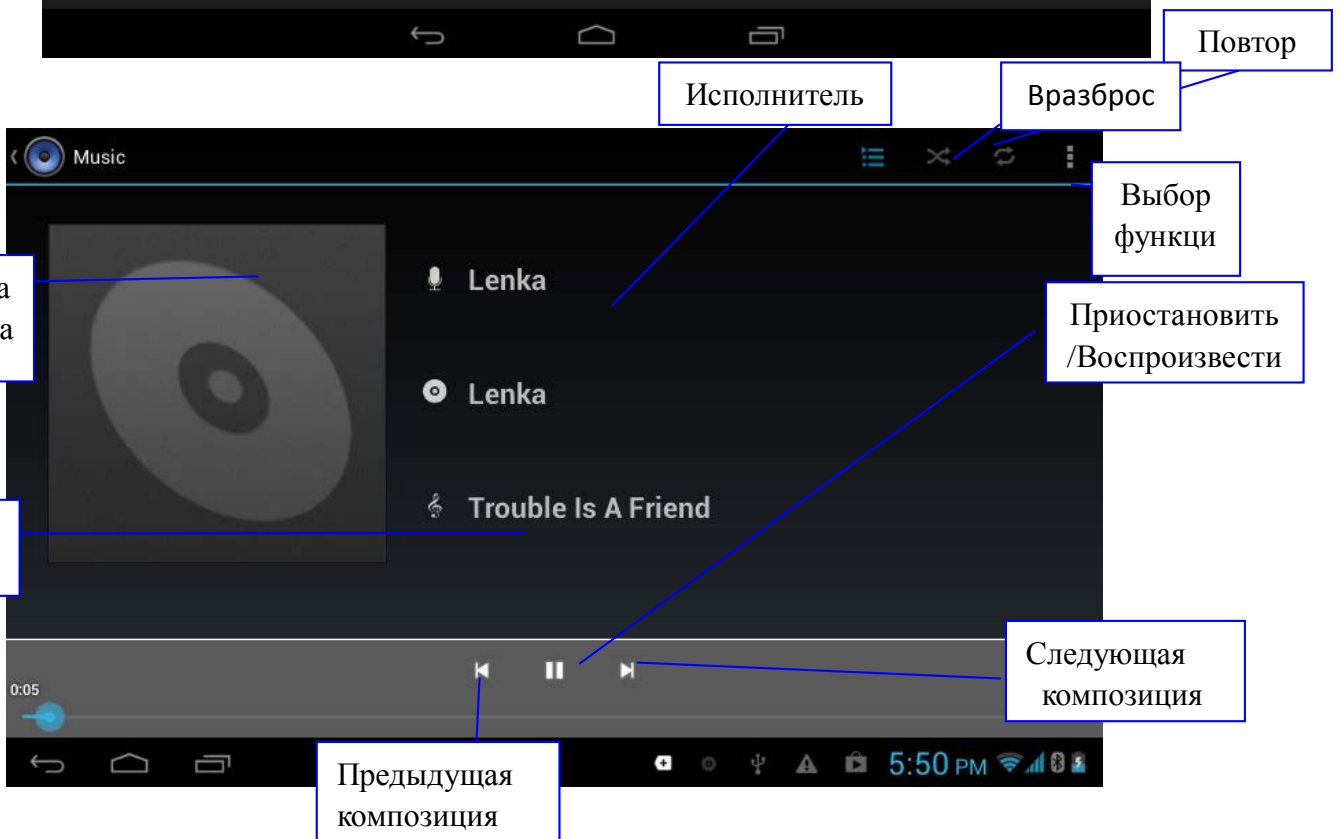 Повтор
Исполнитель
Вразброс
Music
Выбор
функци
Lenka
Приостановить
/Воспроизвести
Lenka
Trouble Is A Friend
Следующая
композиция
0:05
Предыдущая
композиция
5:50 PM